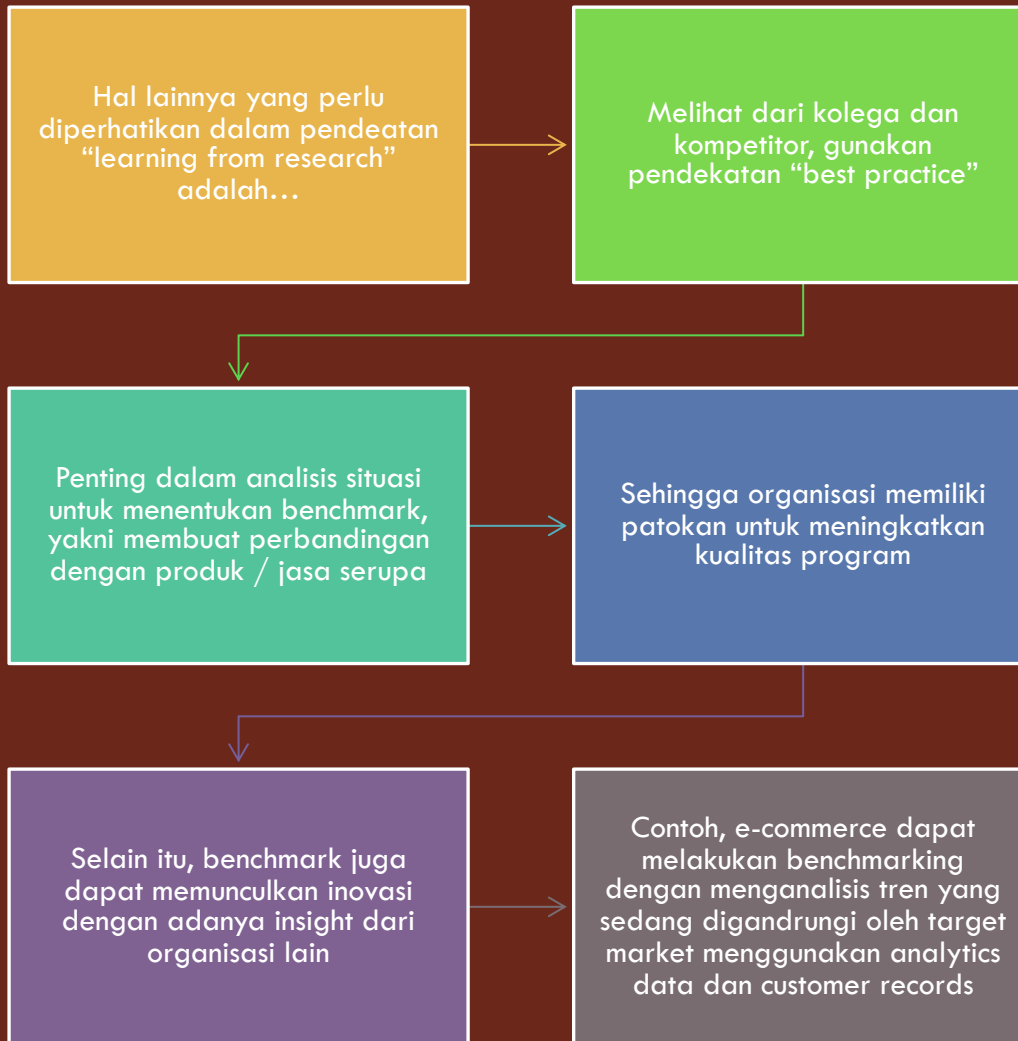 Hal lainnya yang perlu
diperhatikan dalam pendeatan
“learning from research”
adalah...
Melihat dari kolega dan
kompetitor, gunakan
pendekatan “best practice”
Penting dalam analisis situasi
untuk menentukan benchmark,
yakni membuat perbandingan
dengan produk / jasa serupa
Sehingga organisasi memiliki
patokan untuk meningkatkan
kualitas program
Selain itu, benchmark juga
dapat memunculkan inovasi
dengan adanya insight dari
organisasi lain
Contoh, e-commerce dapat
melakukan benchmarking
dengan menganalisis tren yang
sedang digandrungi oleh target
market menggunakan analytics
data dan customer records